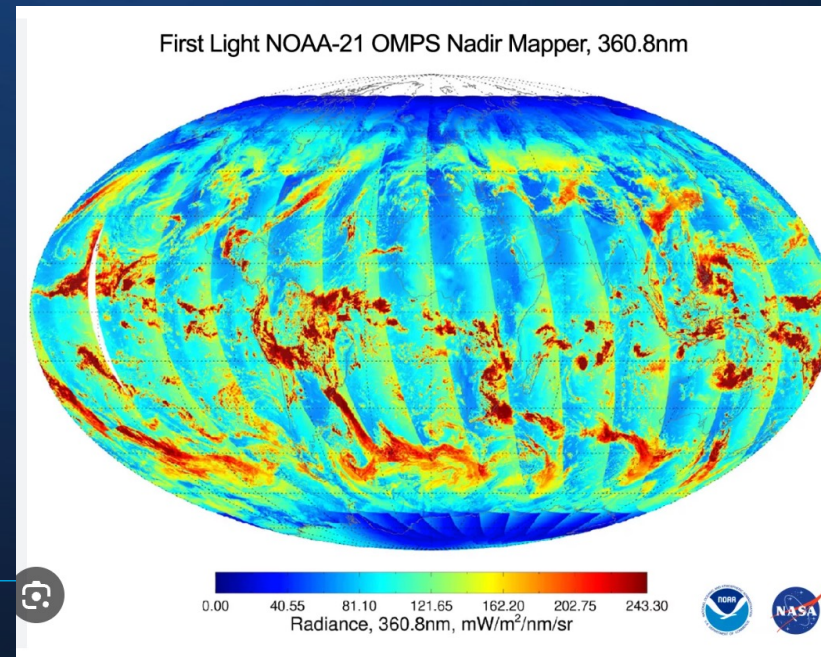 First Light NOAA-21 OMPS Nadir Mapper, 360.8nm
0.00 40.55 81.10 121.65 162.20 202.75 243.30
Radiance, 360.8nm, mW/m²/nm/sr
NOAA
NASA